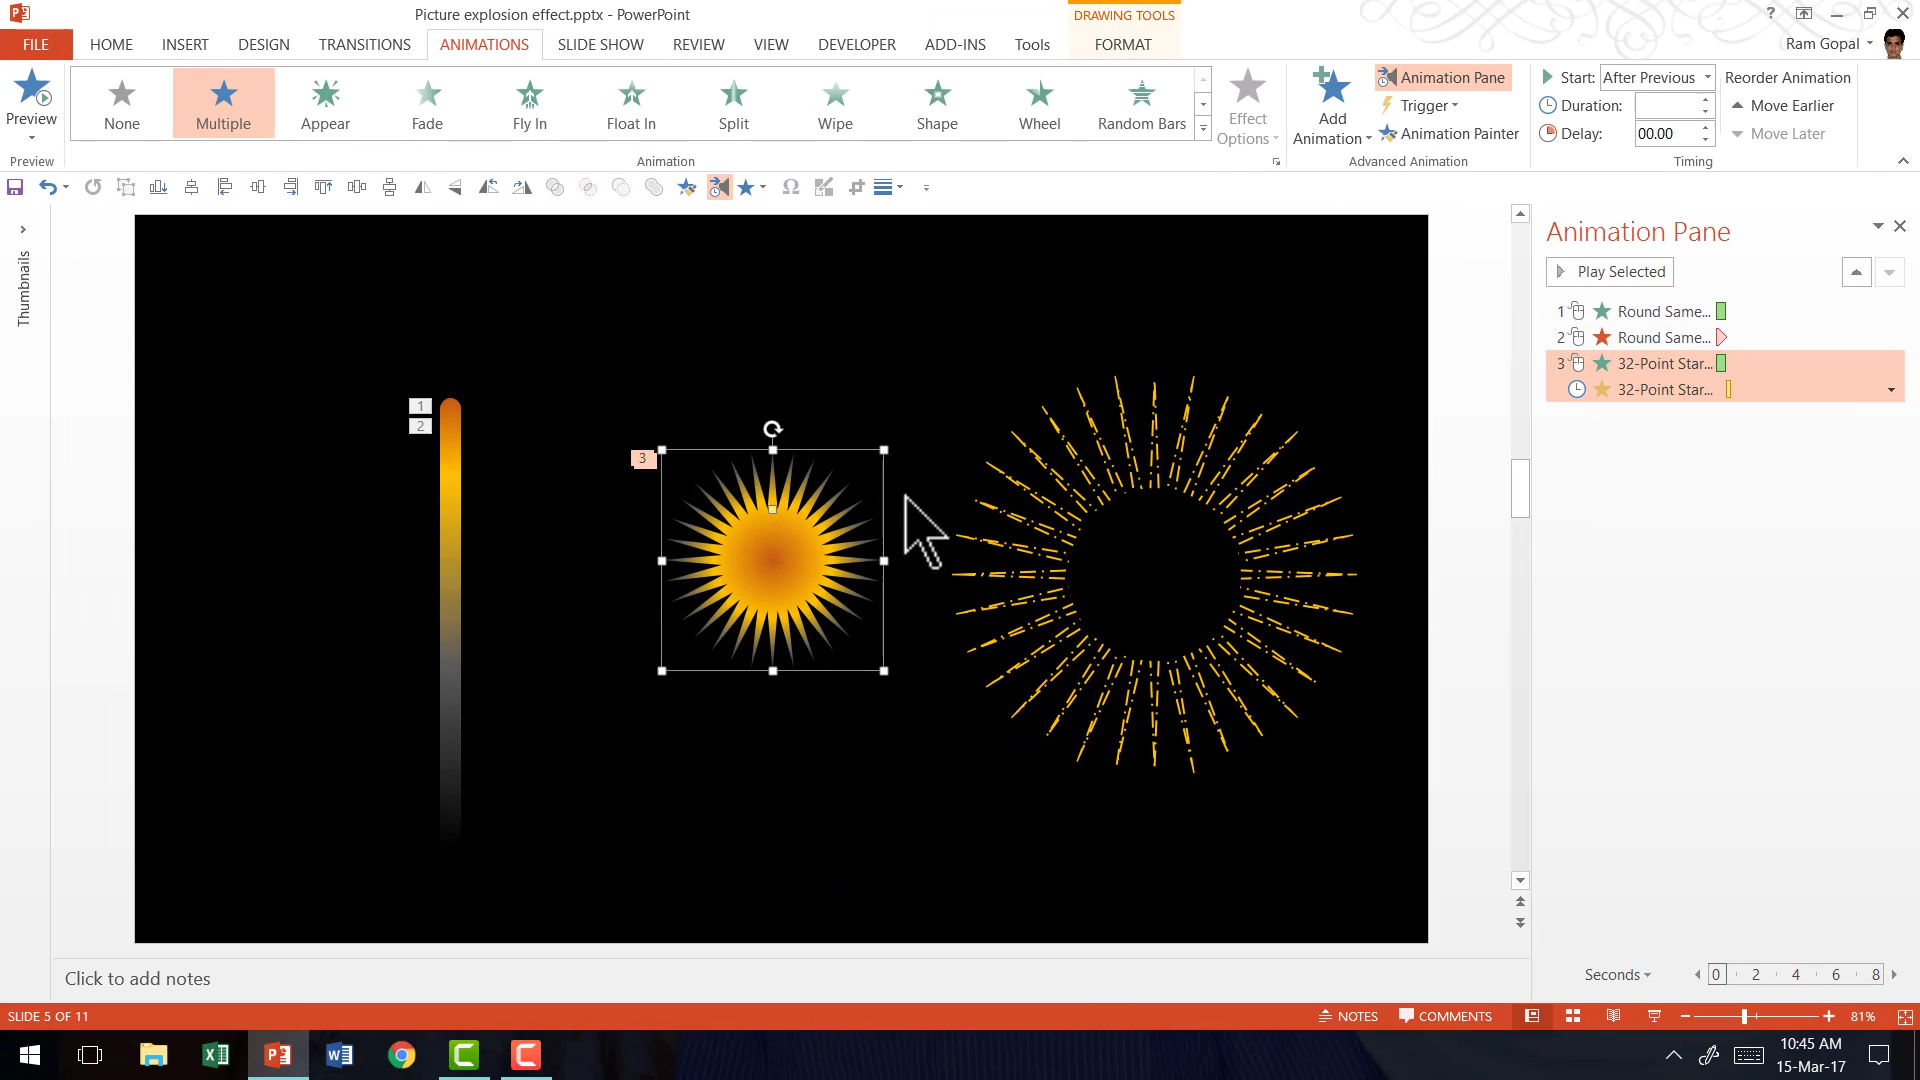 Picture explosion effect.pptx - PowerPoint
DRAWING TOOLS
?
FILE
HOME
INSERT
DESIGN
TRANSITIONS
ANIMATIONS
SLIDE SHOW
REVIEW
VIEW
DEVELOPER
ADD-INS
Tools
FORMAT
Ram Gopal
Preview
None
Multiple
Appear
Fade
Fly In
Float In
Split
Wipe
Shape
Wheel
Random Bars
Effect
Options
Add
Animation
Animation Pane
Trigger
Animation Painter
Start: After Previous
Duration:
Delay: 00.00
Reorder Animation
Move Earlier
Move Later
Preview
Animation
Advanced Animation
Timing
Thumbnails
1
2
3
Animation Pane
Play Selected
1 Round Same...
2 Round Same...
3 32-Point Star...
32-Point Star...
Seconds
0 2 4 6 8
Click to add notes
SLIDE 5 OF 11
NOTES
COMMENTS
81%
10:45 AM
15-Mar-17